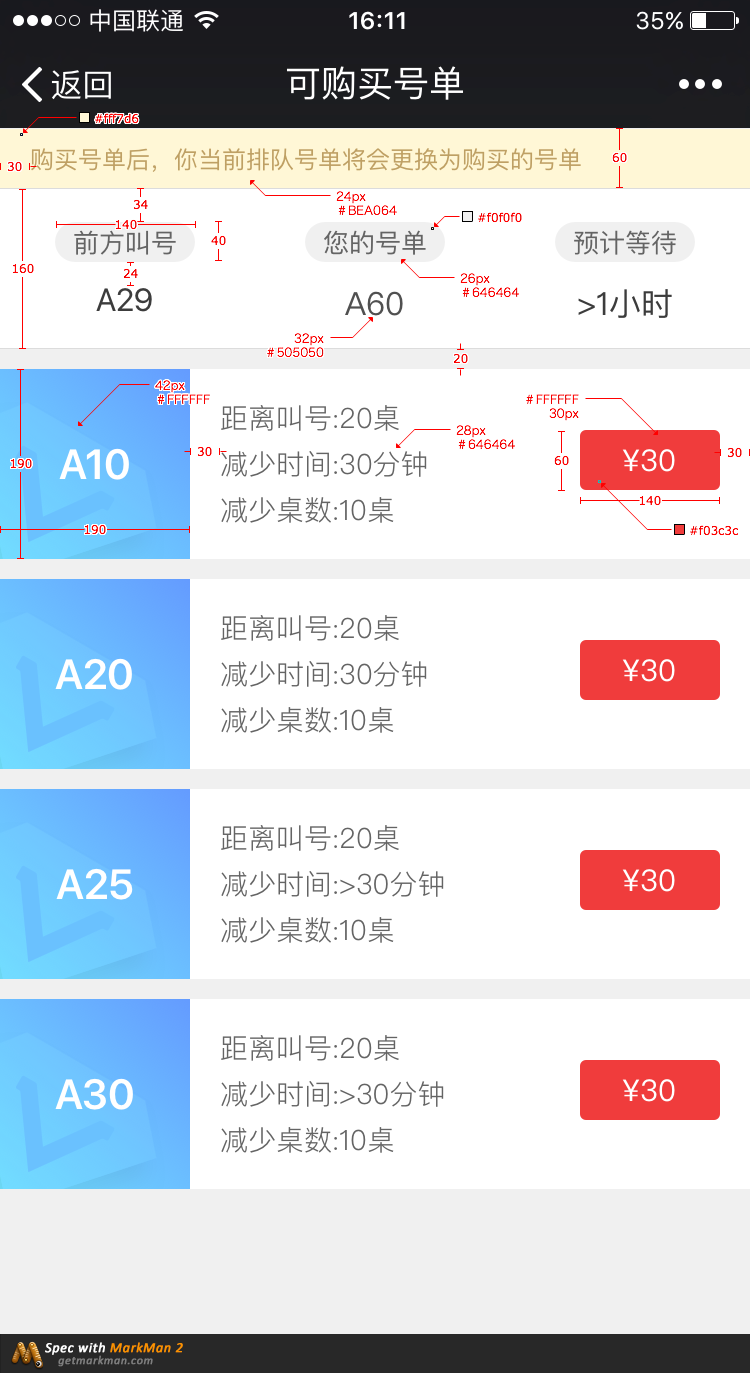 中国联通 16:11 35%
返回 可购买号单
#fff7d6
30 购买号单后，你当前排队号单将会更换为购买的号单 60
24px
#BEA064
34
140
#f0f0f0
前方叫号 40 您的号单 预计等待
160
24
26px
#646464
A29 A60 >1小时
32px
#505050
20
42px
#FFFFFF
#FFFFFF
30px
距离叫号:20桌
28px
#646464
190 A10 30 减少时间:30分钟 60 ¥30 30
140
减少桌数:10桌
190
#f03c3c
距离叫号:20桌
A20 减少时间:30分钟 ¥30
减少桌数:10桌
距离叫号:20桌
A25 减少时间:>30分钟 ¥30
减少桌数:10桌
距离叫号:20桌
A30 减少时间:>30分钟 ¥30
减少桌数:10桌
Spec with MarkMan 2
getmarkman.com